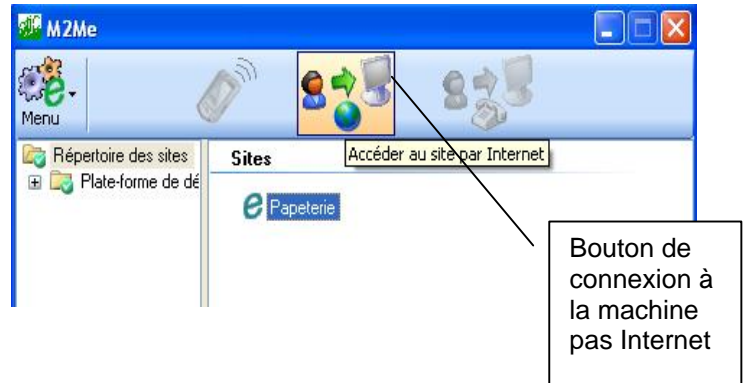 M2Me
Menu
Répertoire des sites
Plate-forme de dé
Sites
Accéder au site par Internet
Papeterie
Bouton de
connexion à
la machine
pas Internet